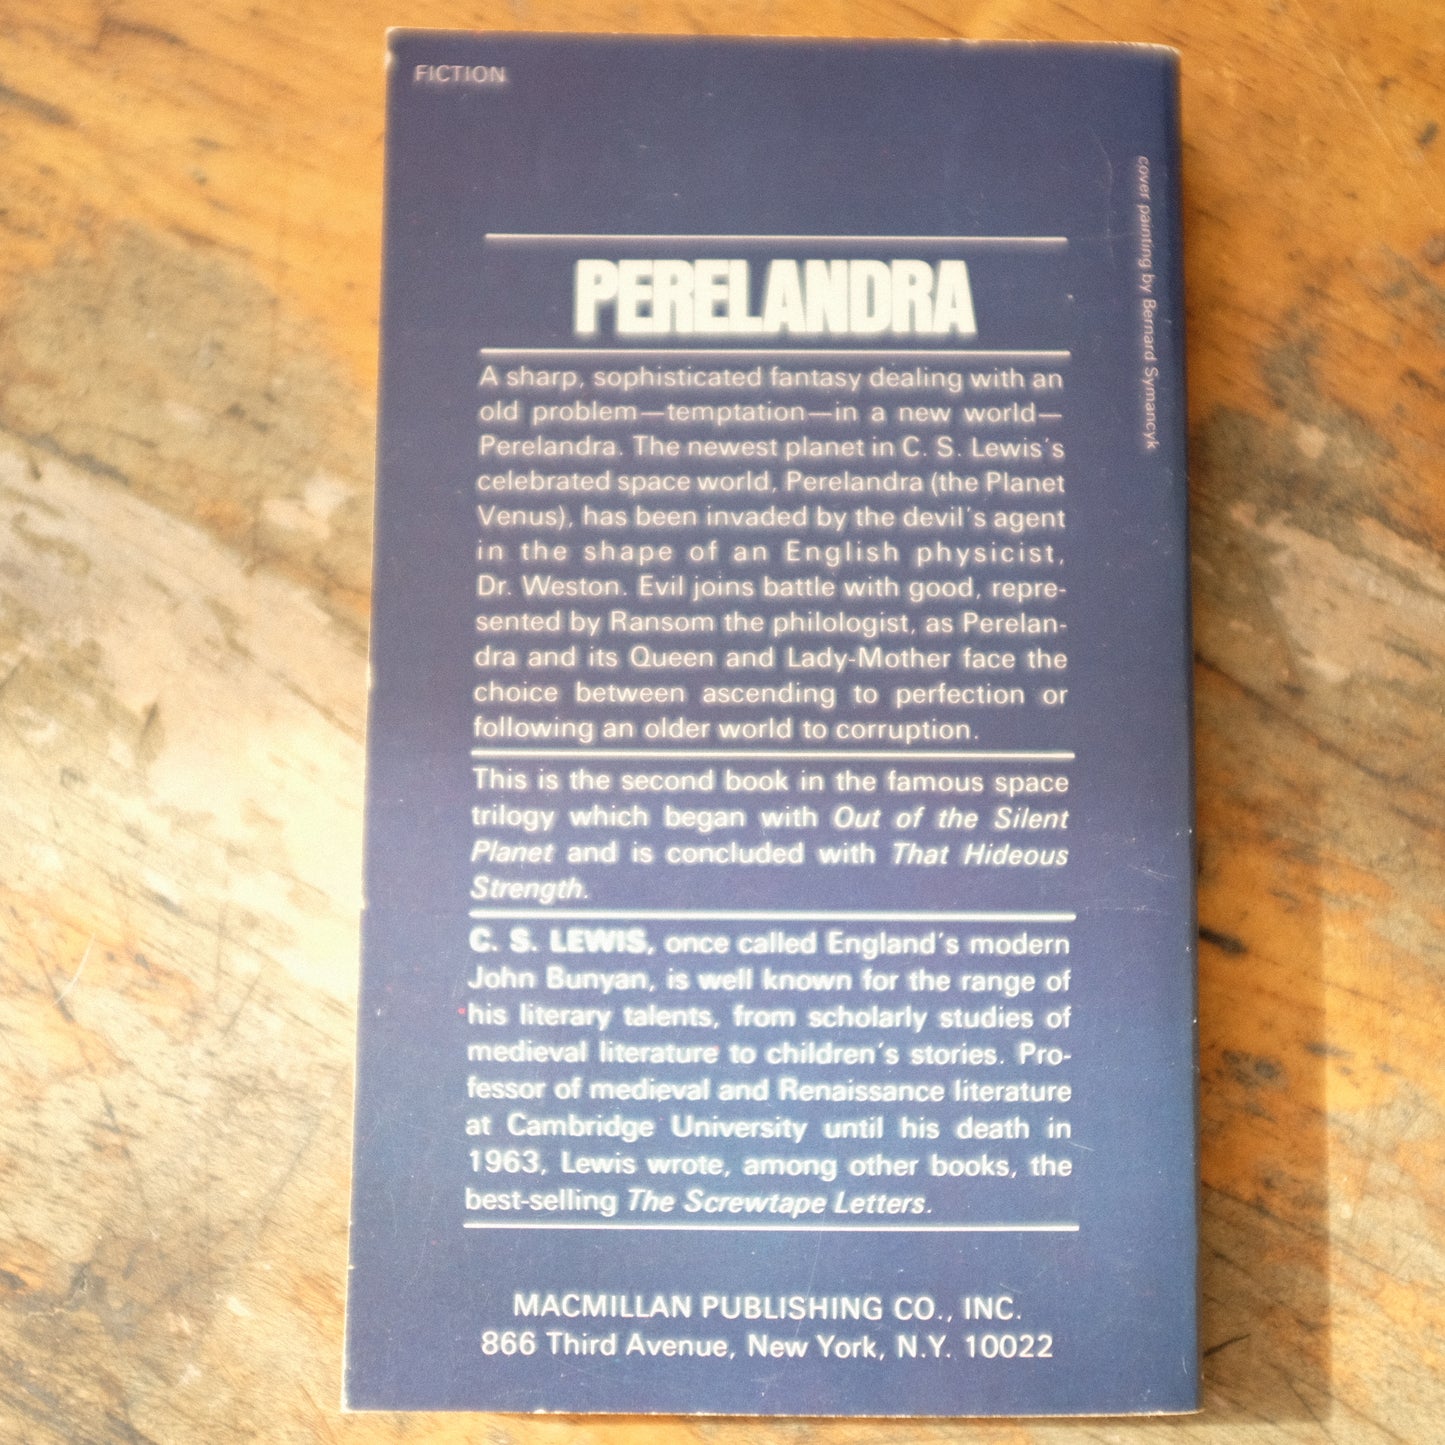 FICTION
cover painting by Bernard Symancyk
PERELANDRA
A sharp, sophisticated fantasy dealing with an
old problem—temptation—in a new world—
Perelandra. The newest planet in C. S. Lewis's
celebrated space world, Perelandra (the Planet
Venus), has been invaded by the devil's agent
in the shape of an English physicist,
Dr. Weston. Evil joins battle with good, repre-
sented by Ransom the philologist, as Perelan-
dra and its Queen and Lady-Mother face the
choice between ascending to perfection or
following an older world to corruption.
This is the second book in the famous space
trilogy which began with Out of the Silent
Planet and is concluded with That Hideous
Strength.
C. S. LEWIS, once called England's modern
John Bunyan, is well known for the range of
his literary talents, from scholarly studies of
medieval literature to children's stories. Pro-
fessor of medieval and Renaissance literature
at Cambridge University until his death in
1963, Lewis wrote, among other books, the
best-selling The Screwtape Letters.
MACMILLAN PUBLISHING CO., INC.
866 Third Avenue, New York, N.Y. 10022